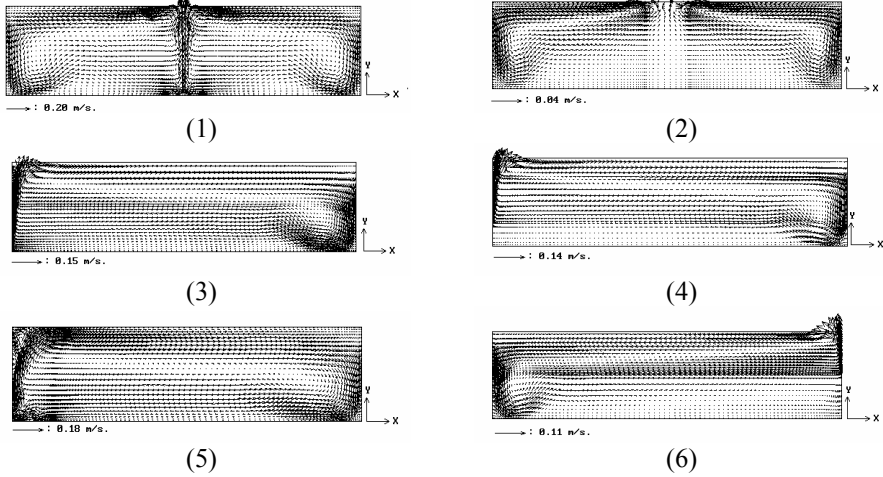 Y
X
: 0.20 m/s.
(1)
Y
X
: 0.04 m/s.
(2)
Y
X
: 0.15 m/s.
(3)
Y
X
: 0.14 m/s.
(4)
Y
X
: 0.18 m/s.
(5)
Y
X
: 0.11 m/s.
(6)